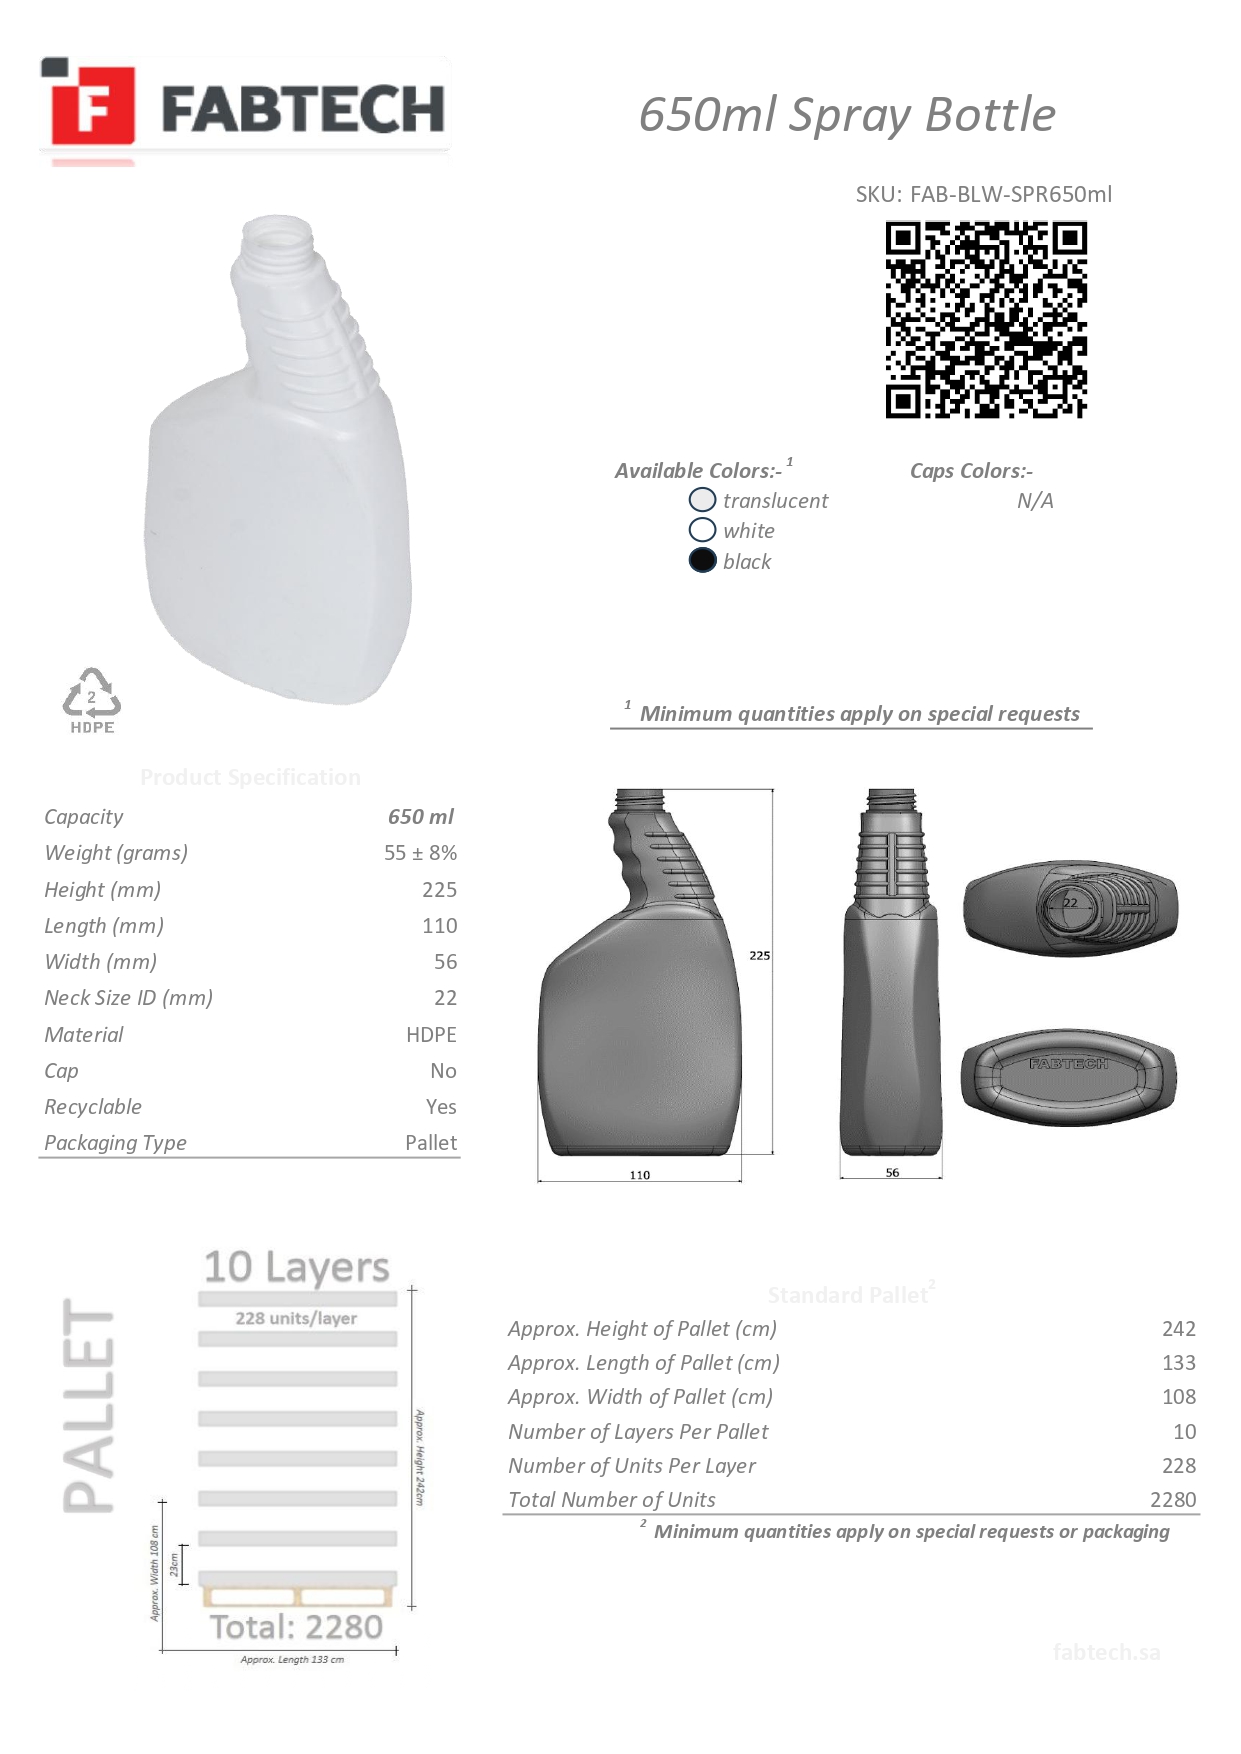 F FABTECH
650ml Spray Bottle
SKU: FAB-BLW-SPR650ml
Available Colors:- 1
Caps Colors:-
translucent
N/A
white
black
2
HDPE
1 Minimum quantities apply on special requests
Product Specification
Capacity 650 ml
Weight (grams) 55 ± 8%
Height (mm) 225
Length (mm) 110
Width (mm) 56
Neck Size ID (mm) 22
Material HDPE
Cap No
Recyclable Yes
Packaging Type Pallet
225
110
56
22
FABTECH
PALLET
10 Layers
228 units/layer
Approx. Height 242cm
Approx. Width 108 cm
23cm
Total: 2280
Approx. Length 133 cm
Standard Pallet2
Approx. Height of Pallet (cm) 242
Approx. Length of Pallet (cm) 133
Approx. Width of Pallet (cm) 108
Number of Layers Per Pallet 10
Number of Units Per Layer 228
Total Number of Units 2280
2 Minimum quantities apply on special requests or packaging
fabtech.sa